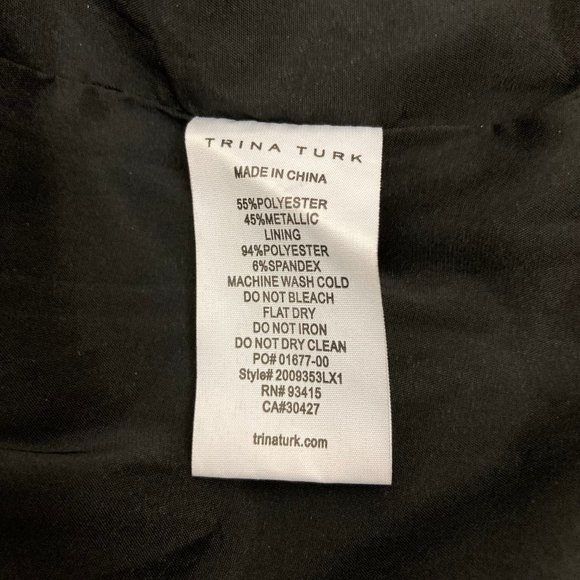 TRINA TURK
MADE IN CHINA
55%POLYESTER
45%METALLIC
LINING
94%POLYESTER
6%SPANDEX
MACHINE WASH COLD
DO NOT BLEACH
FLAT DRY
DO NOT IRON
DO NOT DRY CLEAN
PO# 01677-00
Style# 2009353LX1
RN# 93415
CA#30427
trinaturk.com